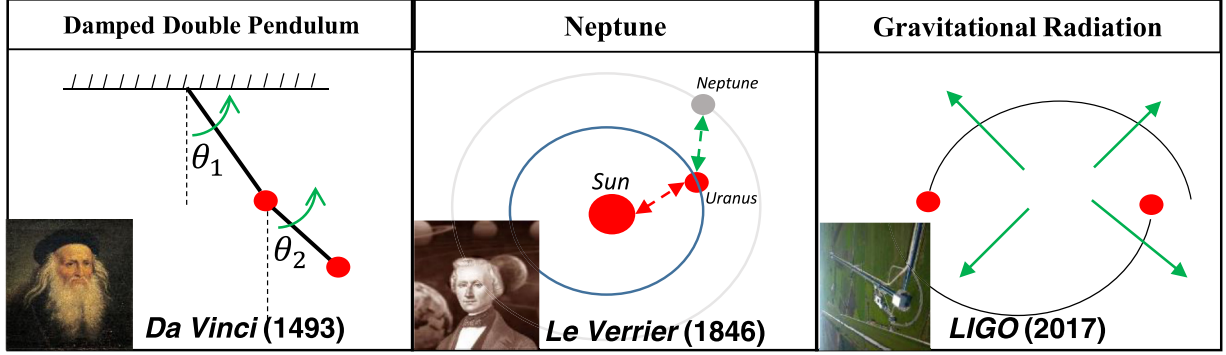 Damped Double Pendulum
θ₁
θ₂
Da Vinci (1493)
Neptune
Neptune
Sun
Uranus
Le Verrier (1846)
Gravitational Radiation
LIGO (2017)